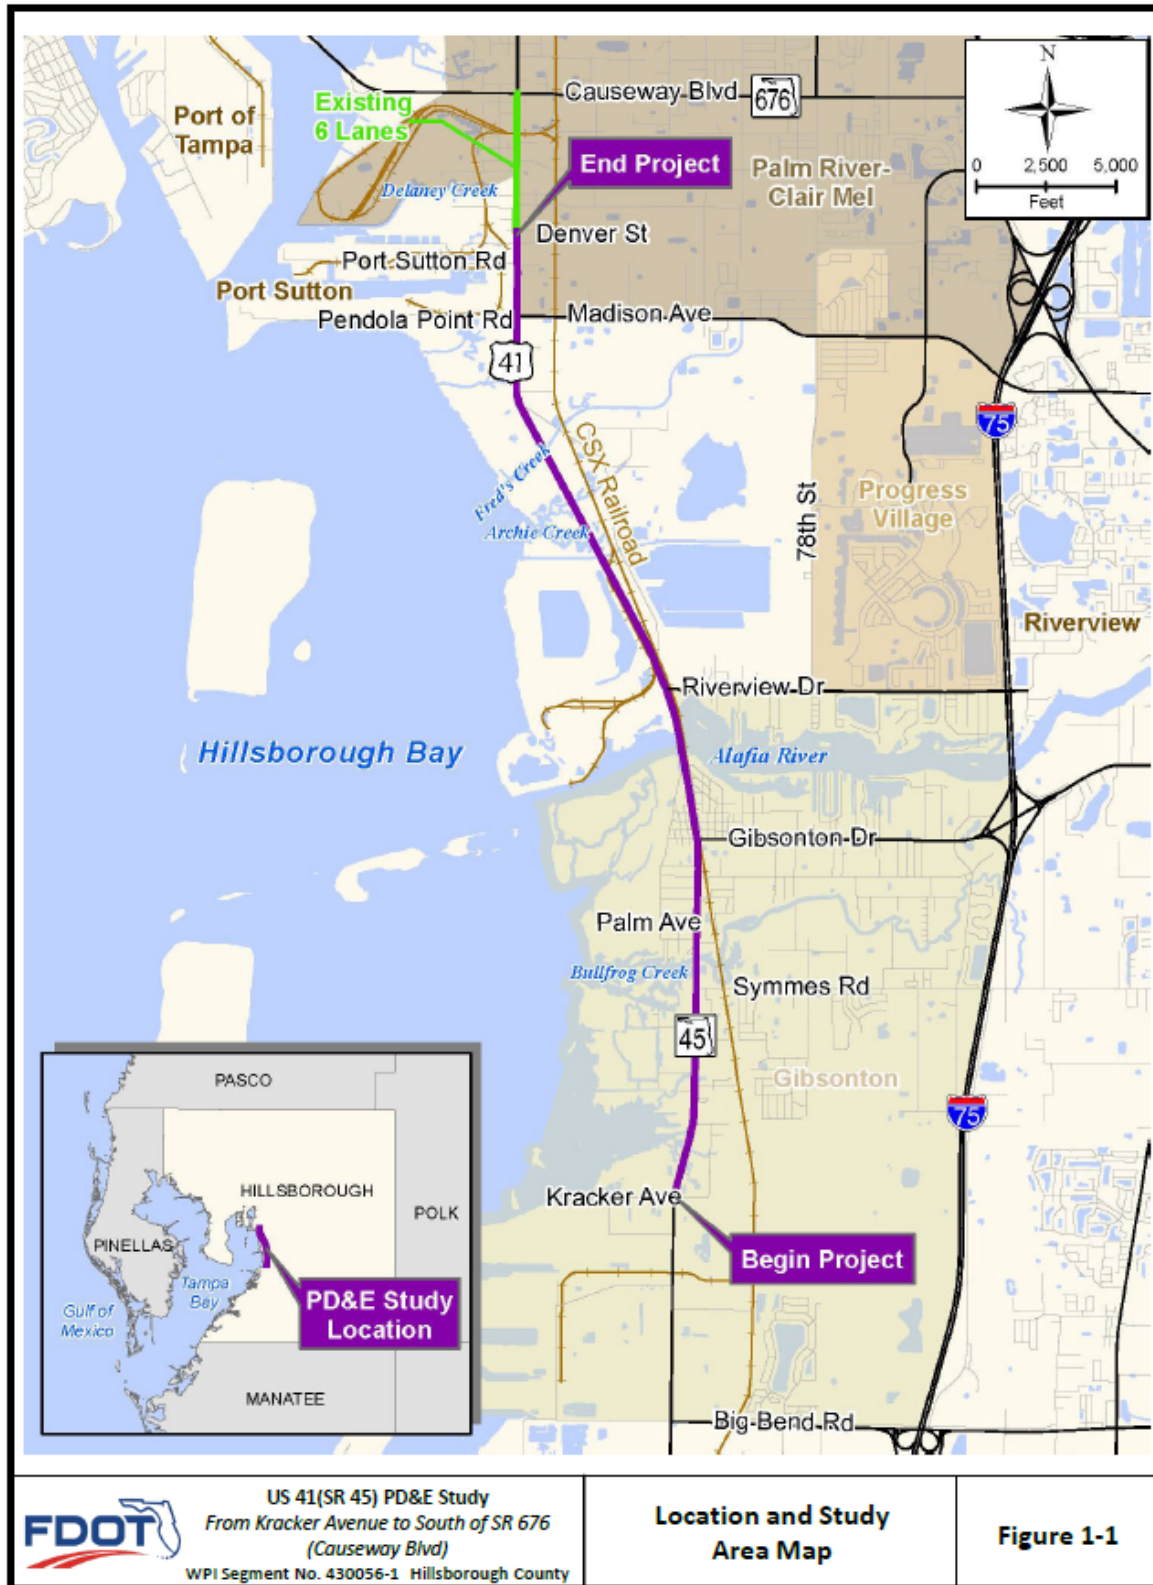 N
0 2,500 5,000
Feet
Causeway Blvd
676
Existing
6 Lanes
Port of
Tampa
End Project
Palm River-
Clair Mel
Delaney Creek
Denver St
Port Sutton Rd
Port Sutton
Pendola Point Rd
Madison Ave
41
75
CSX Railroad
Fred's Creek
Archie Creek
78th St
Progress
Village
Riverview
Riverview Dr
Hillsborough Bay
Alafia River
Gibsonton Dr
Palm Ave
Bullfrog Creek
Symmes Rd
45
Gibsonton
75
Kracker Ave
Begin Project
Big Bend Rd
PASCO
HILLSBOROUGH
POLK
PINELLAS
Tampa
Bay
Gulf of
Mexico
PD&E Study
Location
MANATEE
FDOT
US 41(SR 45) PD&E Study
From Kracker Avenue to South of SR 676
(Causeway Blvd)
WPI Segment No. 430056-1 Hillsborough County
Location and Study
Area Map
Figure 1-1